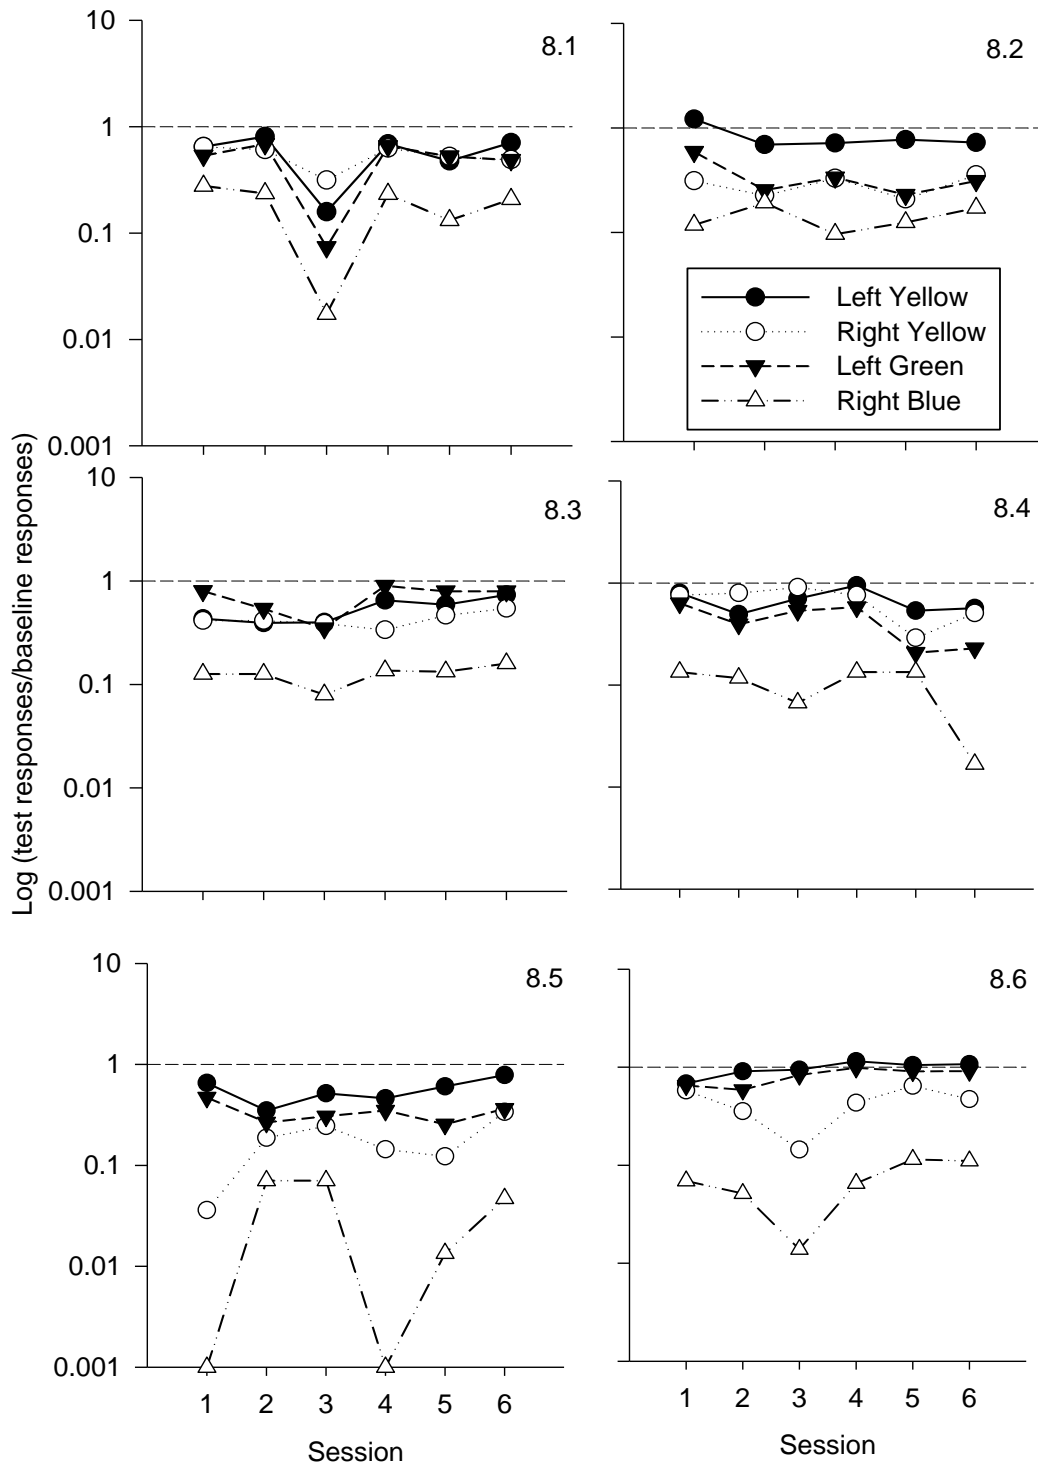 10
8.1
8.2
1
0.1
0.01
0.001
Left Yellow
Right Yellow
Left Green
Right Blue
Log (test responses/baseline responses)
10
8.3
8.4
1
0.1
0.01
0.001
10
8.5
8.6
1
0.1
0.01
0.001
1 2 3 4 5 6
1 2 3 4 5 6
Session
Session